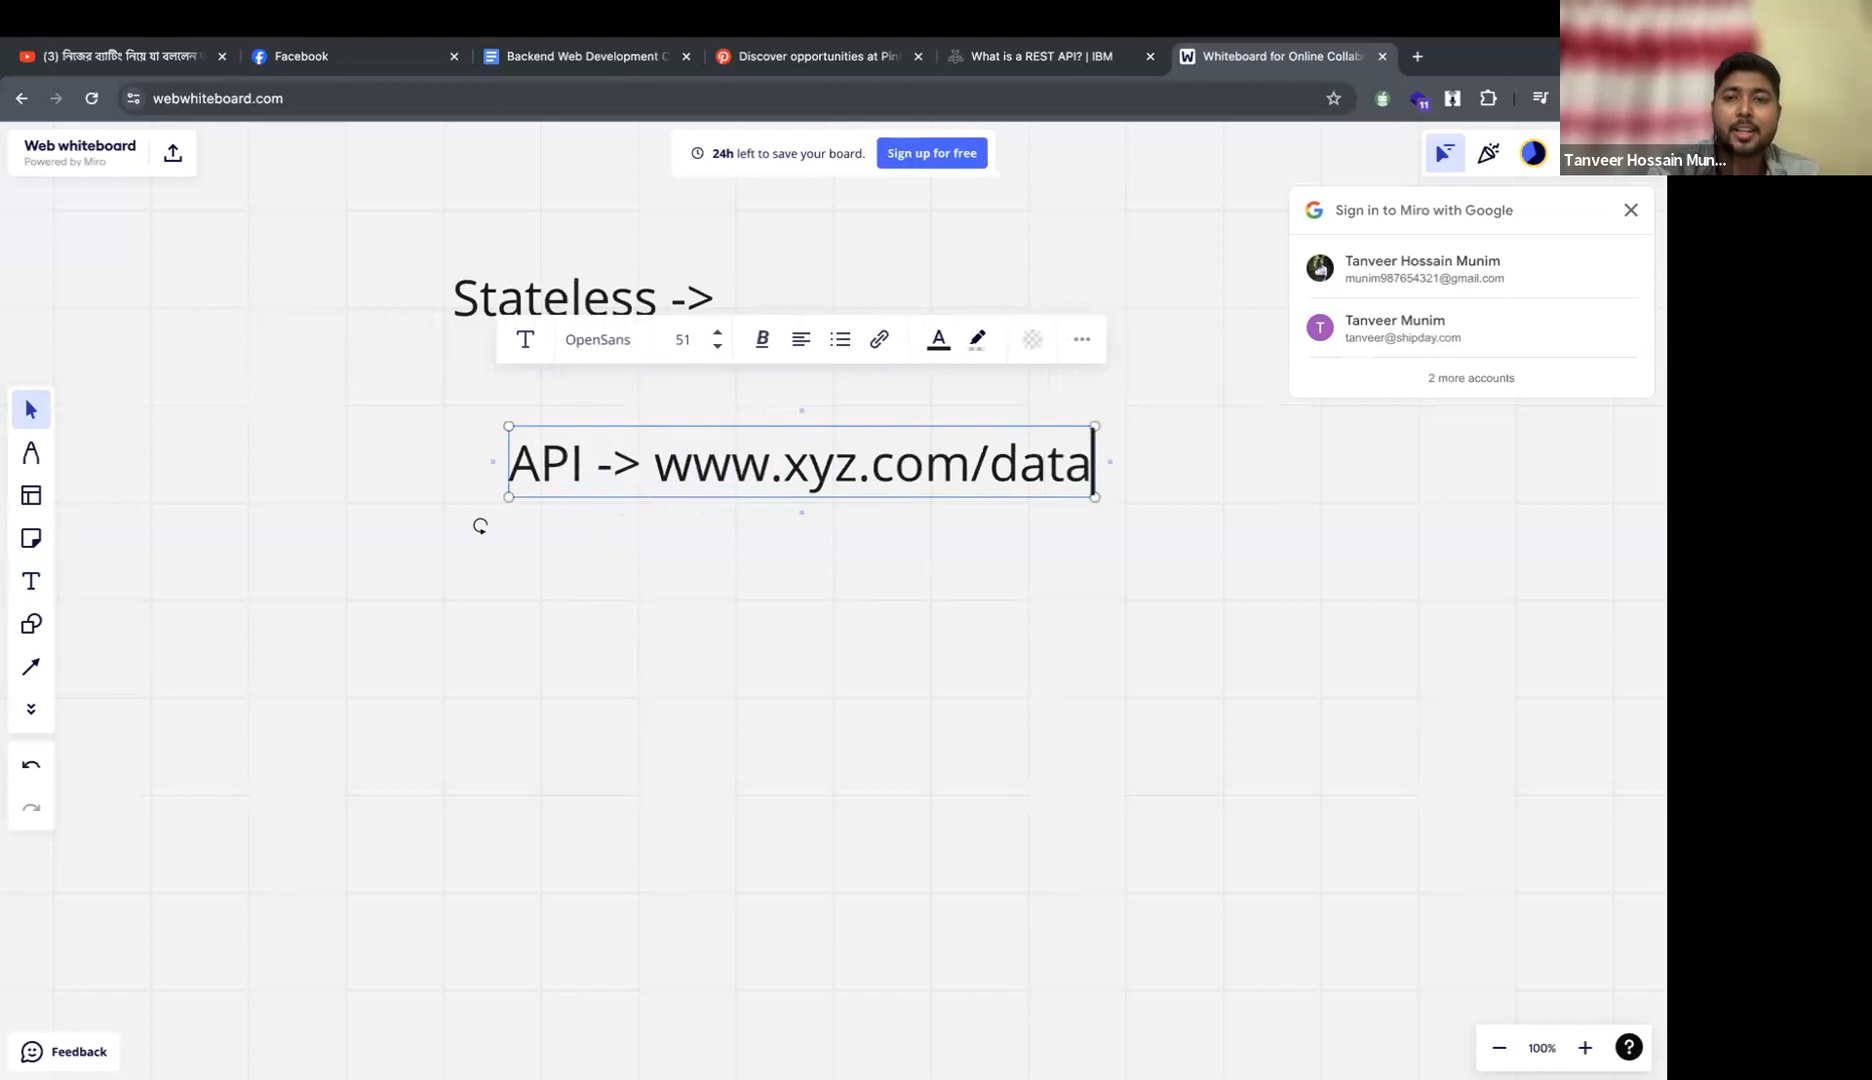 (3) নিজের ব্যাটিং নিয়ে যা বললেন
Facebook
Backend Web Development C
Discover opportunities at Pin
What is a REST API? | IBM
Whiteboard for Online Collab
webwhiteboard.com
11
Web whiteboard
Powered by Miro
24h left to save your board.
Sign up for free
Tanveer Hossain Mun...
Sign in to Miro with Google
Tanveer Hossain Munim
munim987654321@gmail.com
T
Tanveer Munim
tanveer@shipday.com
2 more accounts
Stateless ->
OpenSans
51
API -> www.xyz.com/data
Feedback
100%